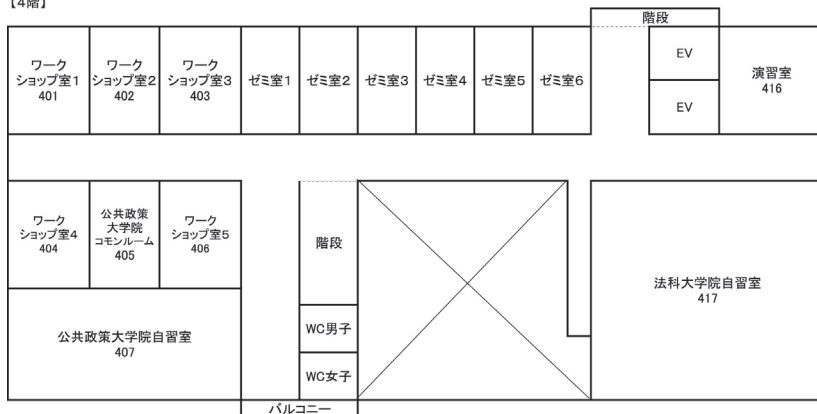 【4階】
階段
ワーク
ショップ室1
401
ワーク
ショップ室2
402
ワーク
ショップ室3
403
ゼミ室1
ゼミ室2
ゼミ室3
ゼミ室4
ゼミ室5
ゼミ室6
EV
EV
演習室
416
ワーク
ショップ室4
404
公共政策
大学院
コモンルーム
405
ワーク
ショップ室5
406
階段
法科大学院自習室
417
公共政策大学院自習室
407
WC男子
WC女子
バルコニー